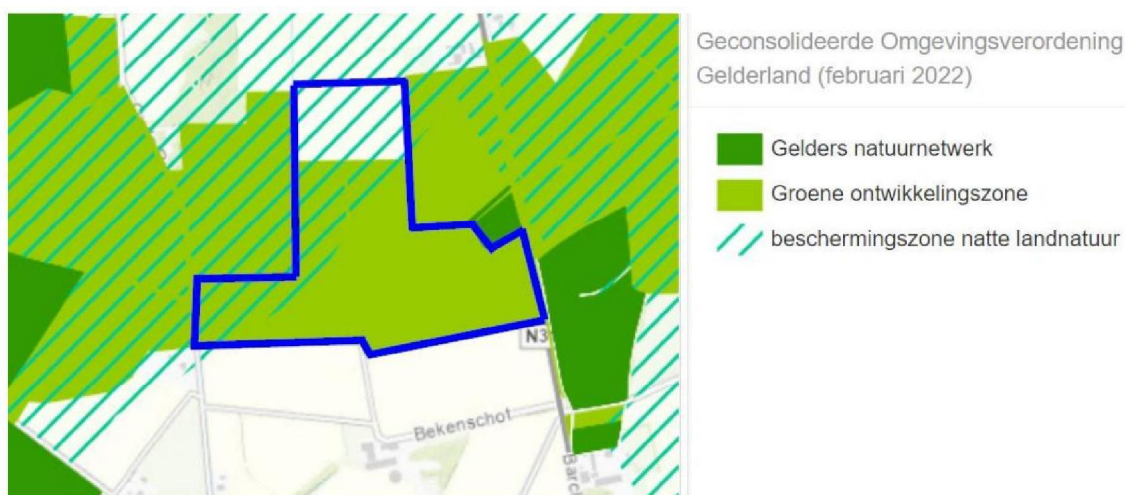 Geconsolideerde Omgevingsverordening
Gelderland (februari 2022)
Gelders natuurnetwerk
Groene ontwikkelingszone
beschermingszone natte landnatuur
N3
Bekenschot